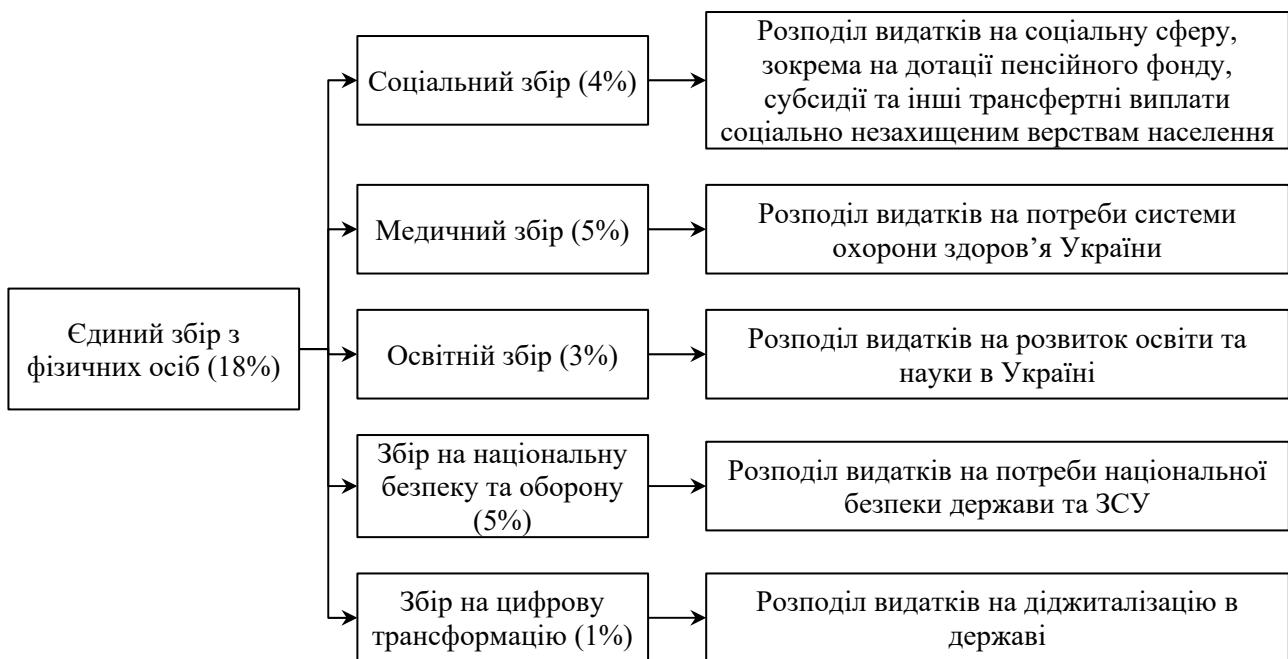 Єдиний збір з
фізичних осіб (18%)
Соціальний збір (4%)
Розподіл видатків на соціальну сферу,
зокрема на дотації пенсійного фонду,
субсидії та інші трансфертні виплати
соціально незахищеним верствам населення
Медичний збір (5%)
Розподіл видатків на потреби системи
охорони здоров’я України
Освітній збір (3%)
Розподіл видатків на розвиток освіти та
науки в Україні
Збір на національну
безпеку та оборону
(5%)
Розподіл видатків на потреби національної
безпеки держави та ЗСУ
Збір на цифрову
трансформацію (1%)
Розподіл видатків на діджиталізацію в
державі